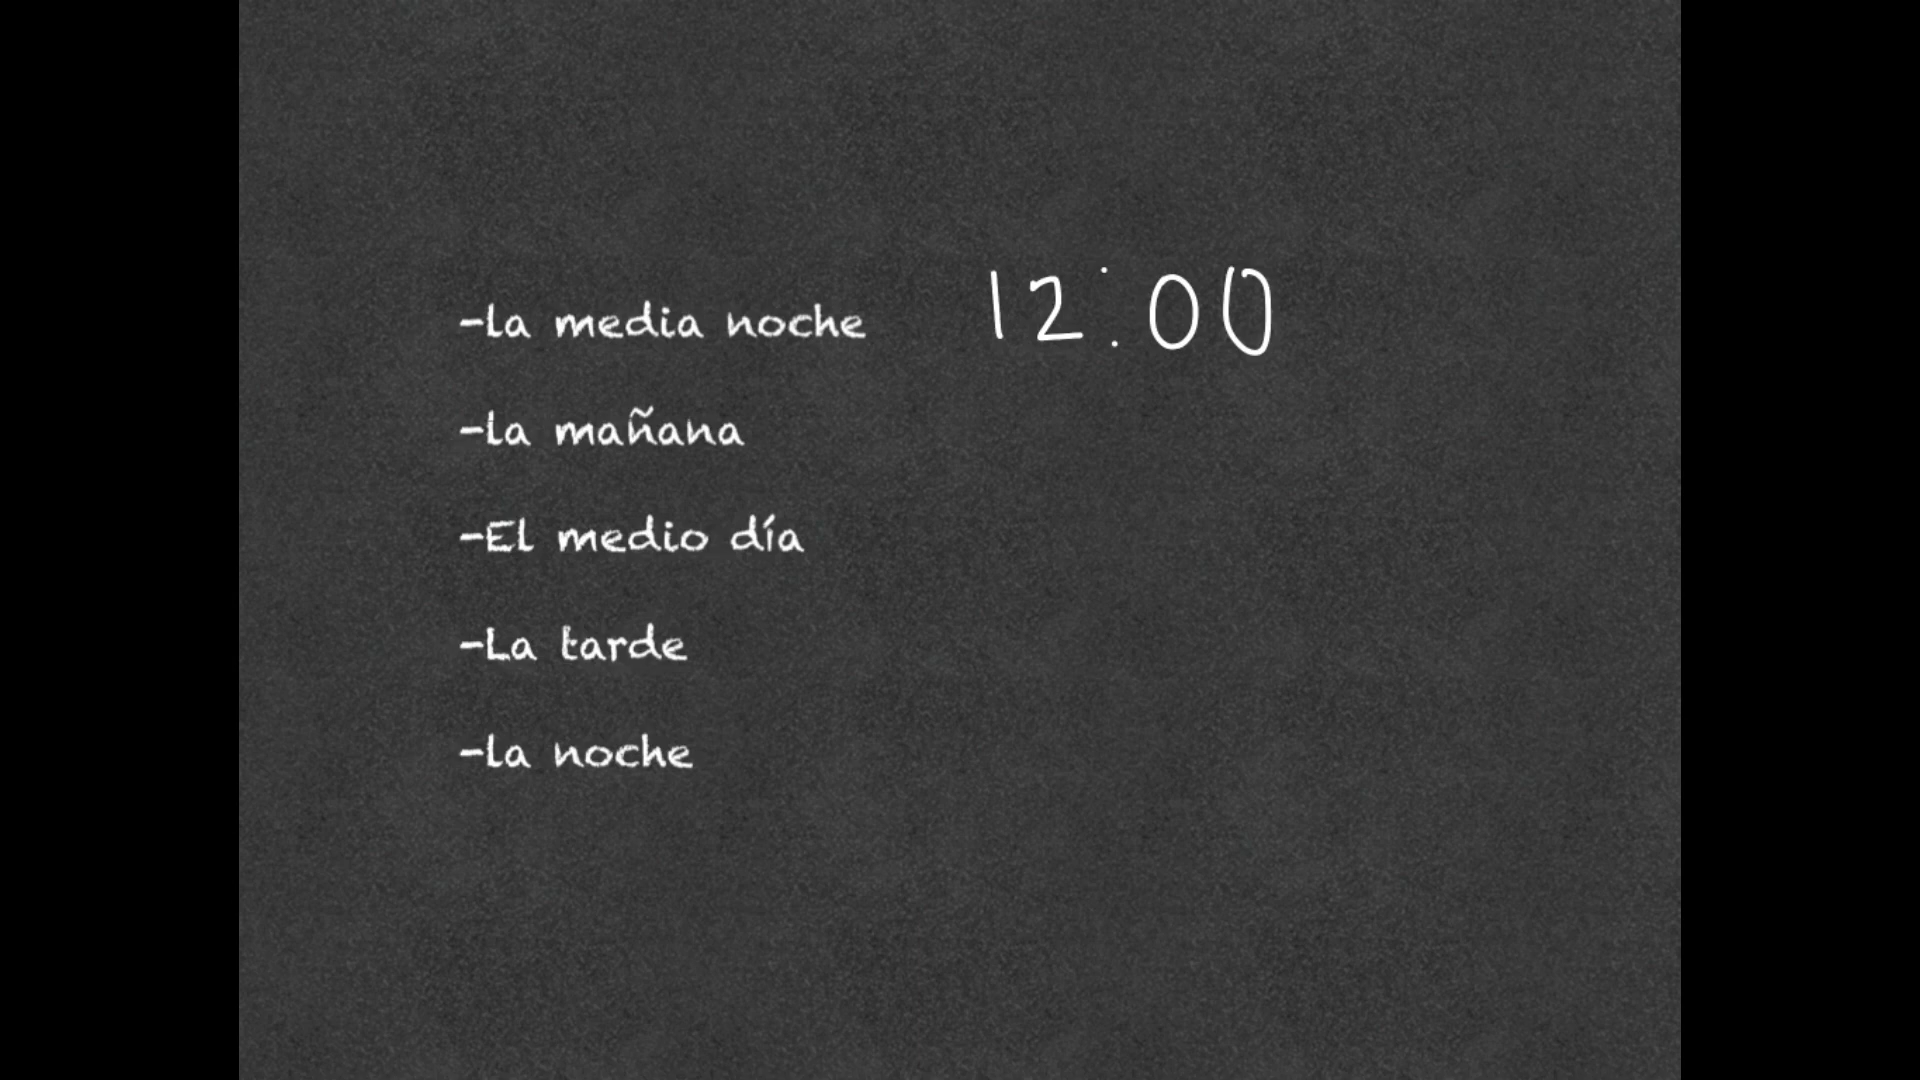 -la media noche 12:00
-la mañana
-El medio día
-La tarde
-la noche